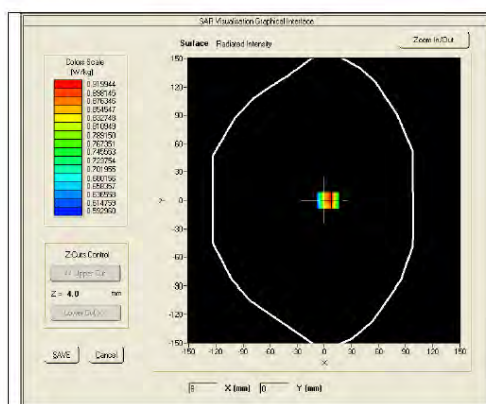 SAR Visualisation Graphical Interface
Surface Radiated Intensity
Zoom In/Out
Colors Scale
(W/kg)
0.915944
0.898145
0.876346
0.854547
0.832748
0.810949
0.789150
0.767351
0.745553
0.723754
0.701955
0.680156
0.658357
0.636558
0.614759
0.592960
Z-Cuts Control
Upper Cut
Z = 4.0 mm
Lower
SAVE Cancel
150
120
90
60
30
0
-30
-60
-90
-120
-150
Y
-150 -120 -90 -60 -30 0 30 60 90 120 150
X
X (mm) 0 Y (mm)